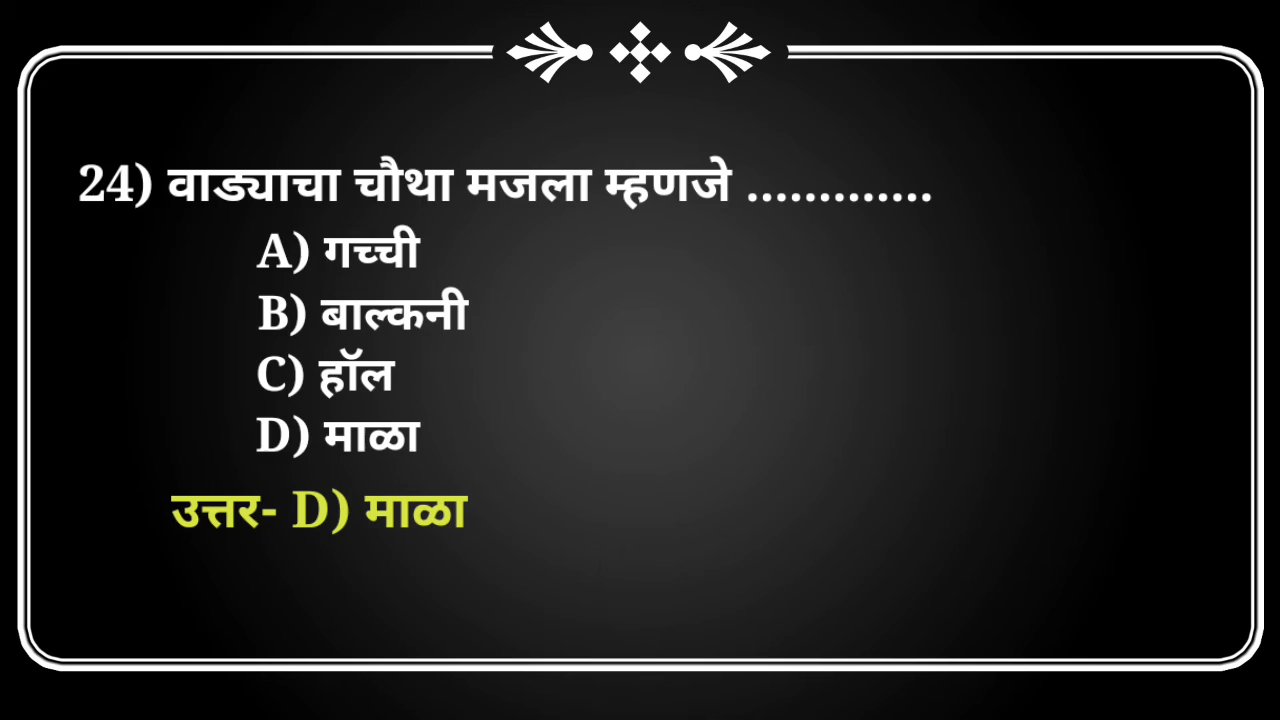 24) वाड्याचा चौथा मजला म्हणजे .............
A) गच्ची
B) बाल्कनी
C) हॉल
D) माळा
उत्तर- D) माळा